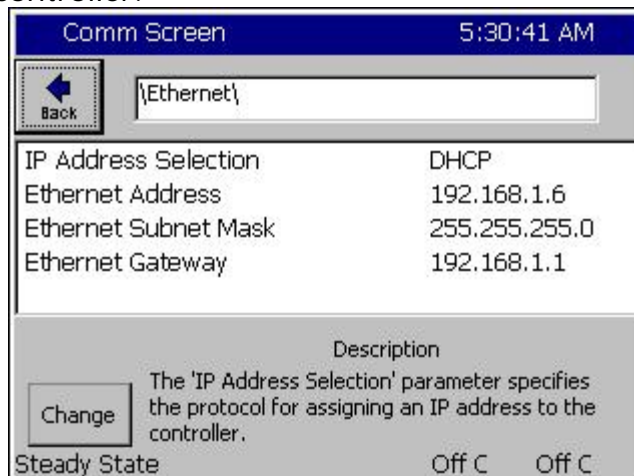 Comm Screen 5:30:41 AM
Back
\Ethernet\
IP Address Selection DHCP
Ethernet Address 192.168.1.6
Ethernet Subnet Mask 255.255.255.0
Ethernet Gateway 192.168.1.1
Description
The 'IP Address Selection' parameter specifies
the protocol for assigning an IP address to the
controller.
Change
Steady State Off C Off C